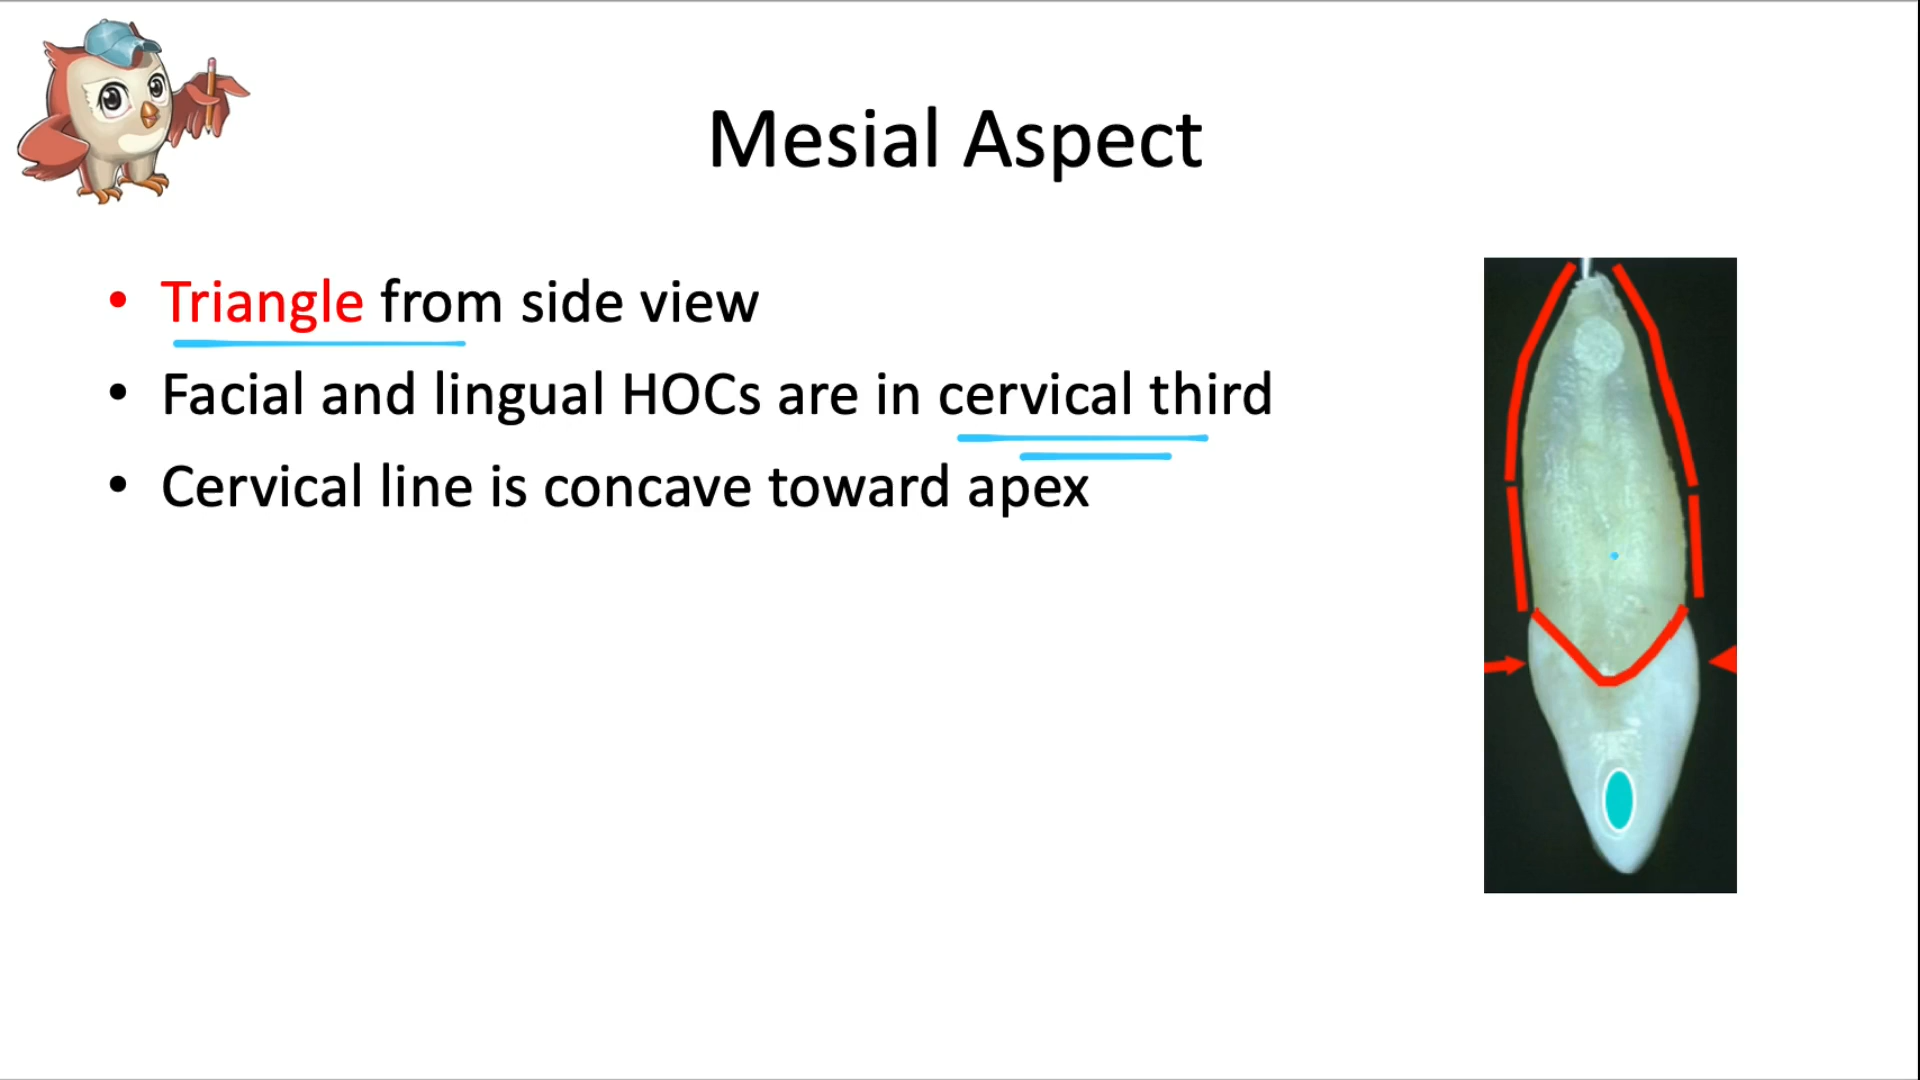 Mesial Aspect
• Triangle from side view
• Facial and lingual HOCs are in cervical third
• Cervical line is concave toward apex